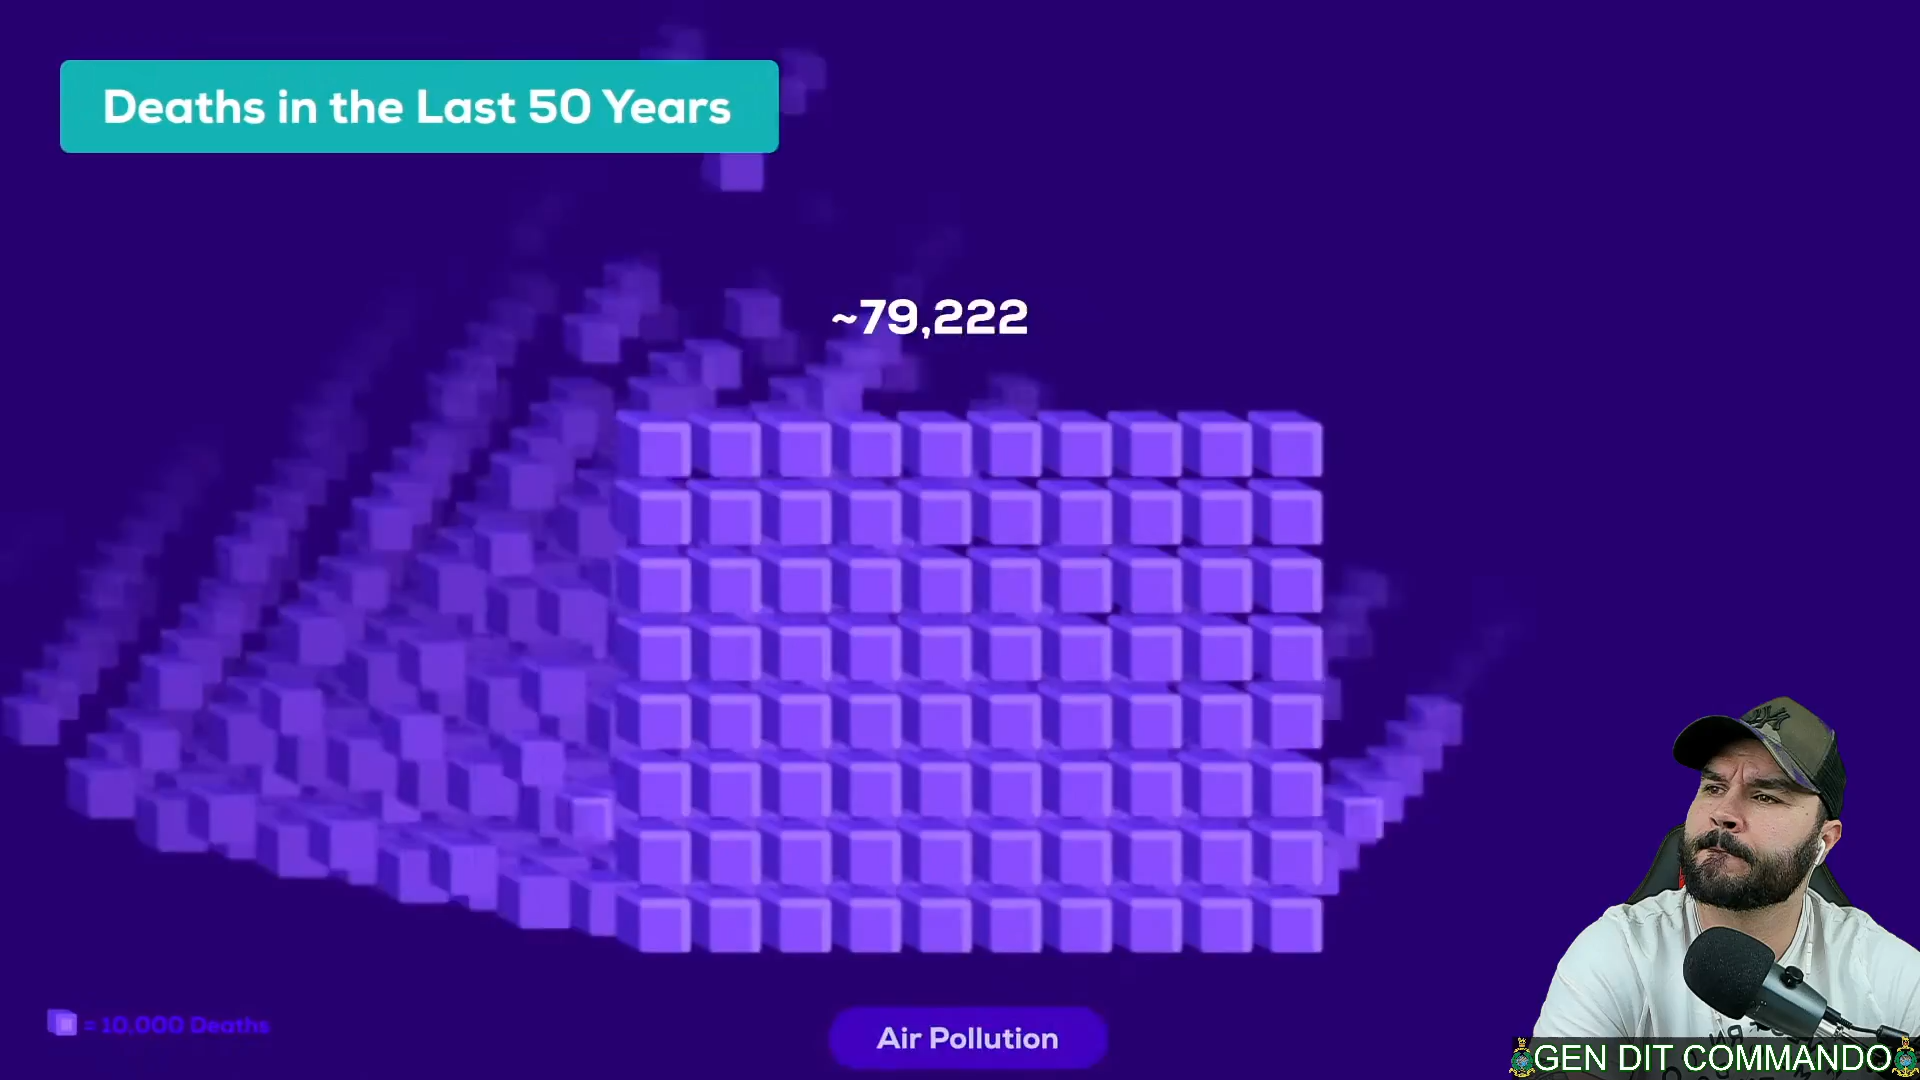 Deaths in the Last 50 Years
~79,222
= 10,000 Deaths
Air Pollution
GEN DIT COMMANDO